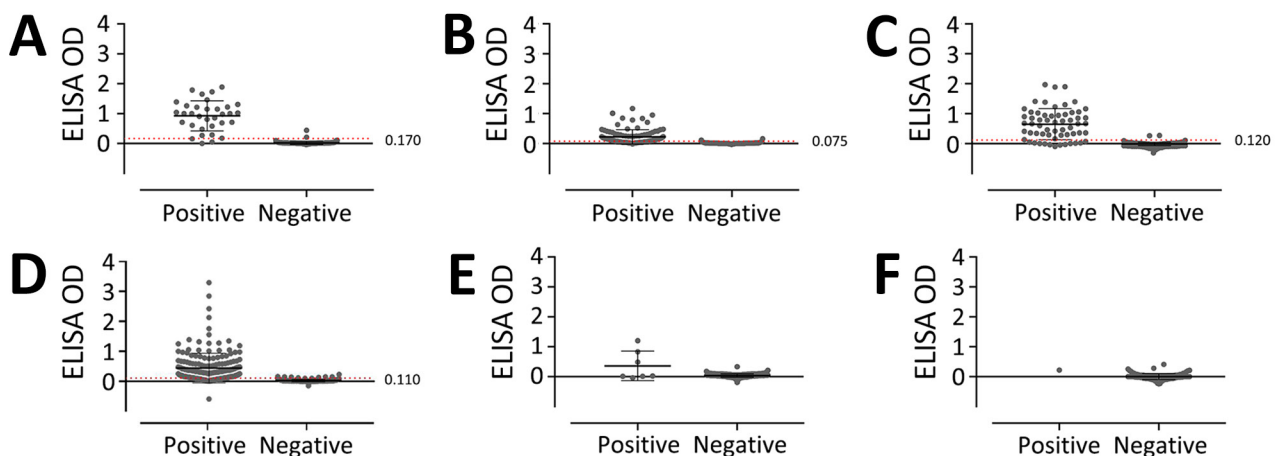 A
ELISA OD
4
3
2
1
0
0.170
Positive Negative
B
ELISA OD
4
3
2
1
0
0.075
Positive Negative
C
ELISA OD
4
3
2
1
0
0.120
Positive Negative
D
ELISA OD
4
3
2
1
0
0.110
Positive Negative
E
ELISA OD
4
3
2
1
0
Positive Negative
F
ELISA OD
4
3
2
1
0
Positive Negative